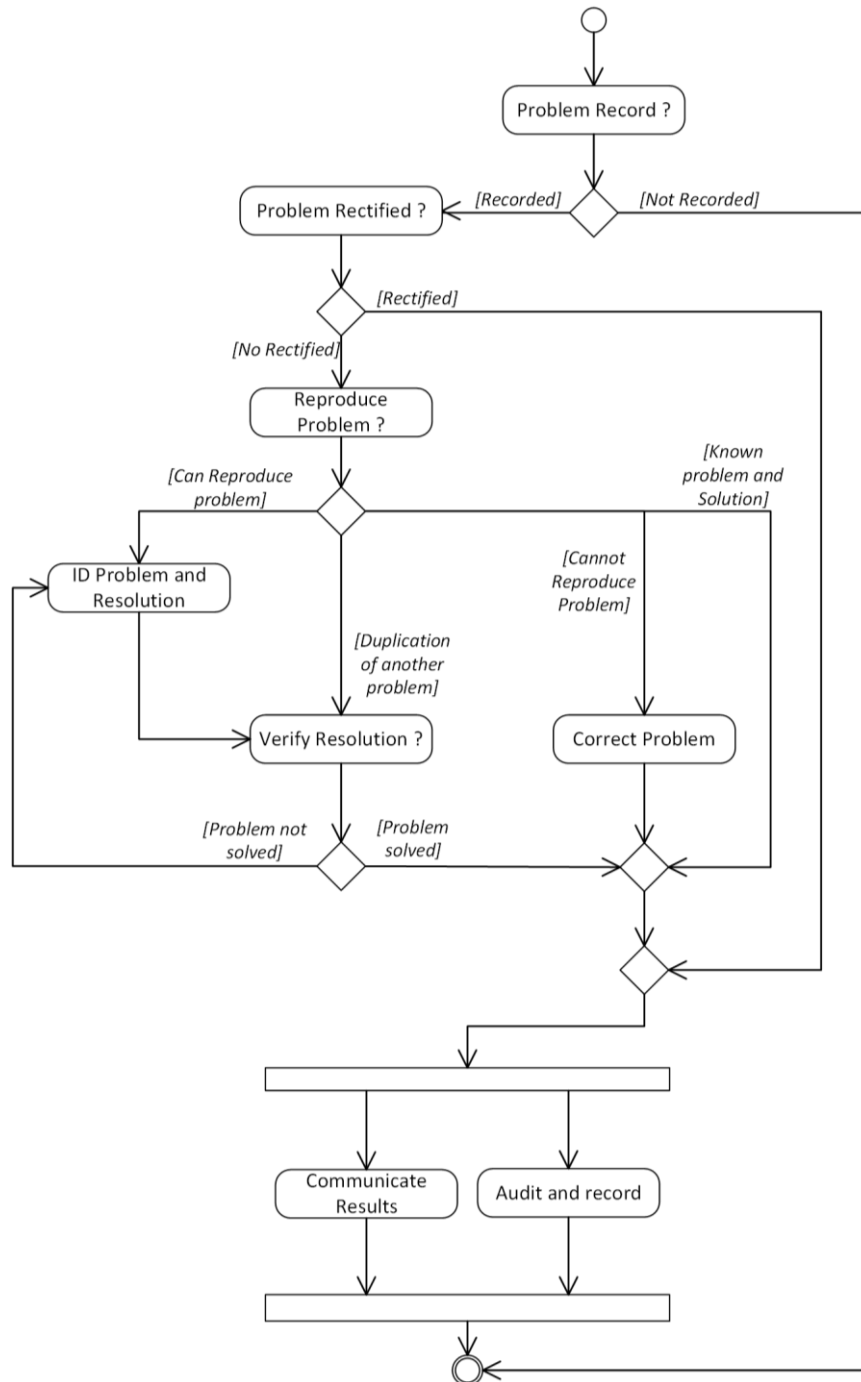 Problem Record ?
[Recorded]
[Not Recorded]
Problem Rectified ?
[Rectified]
[No Rectified]
Reproduce
Problem ?
[Can Reproduce
problem]
[Known
problem and
Solution]
ID Problem and
Resolution
[Cannot
Reproduce
Problem]
[Duplication
of another
problem]
Verify Resolution ?
Correct Problem
[Problem not
solved]
[Problem
solved]
Communicate
Results
Audit and record